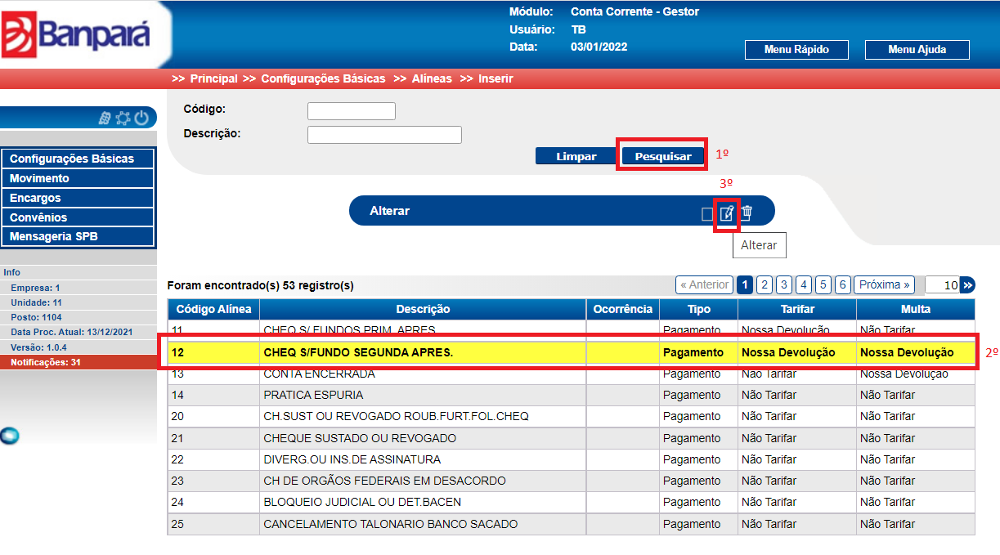 Banpará
Módulo: Conta Corrente - Gestor
Usuário: TB
Data: 03/01/2022
Menu Rápido Menu Ajuda
>> Principal >> Configurações Básicas >> Alíneas >> Inserir
Configurações Básicas
Movimento
Encargos
Convênios
Mensageria SPB
Info
Empresa: 1
Unidade: 11
Posto: 1104
Data Proc. Atual: 13/12/2021
Versão: 1.0.4
Notificações: 31
Código:
Descrição:
Limpar Pesquisar 1º
3º
Alterar
Alterar
Foram encontrado(s) 53 registro(s) « Anterior 1 2 3 4 5 6 Próxima » 10 »
Código Alínea Descrição Ocorrência Tipo Tarifar Multa
11 CHEQ S/ FUNDOS PRIM. APRES Pagamento Nossa Devolução Não Tarifar
12 CHEQ S/FUNDO SEGUNDA APRES. Pagamento Nossa Devolução Nossa Devolução 2º
13 CONTA ENCERRADA Pagamento Não Tarifar Nossa Devolução
14 PRATICA ESPURIA Pagamento Não Tarifar Não Tarifar
20 CH.SUST OU REVOGADO ROUB.FURT.FOL.CHEQ Pagamento Não Tarifar Não Tarifar
21 CHEQUE SUSTADO OU REVOGADO Pagamento Não Tarifar Não Tarifar
22 DIVERG.OU INS.DE ASSINATURA Pagamento Não Tarifar Não Tarifar
23 CH DE ORGÃOS FEDERAIS EM DESACORDO Pagamento Não Tarifar Não Tarifar
24 BLOQUEIO JUDICIAL OU DET.BACEN Pagamento Não Tarifar Não Tarifar
25 CANCELAMENTO TALONARIO BANCO SACADO Pagamento Não Tarifar Não Tarifar